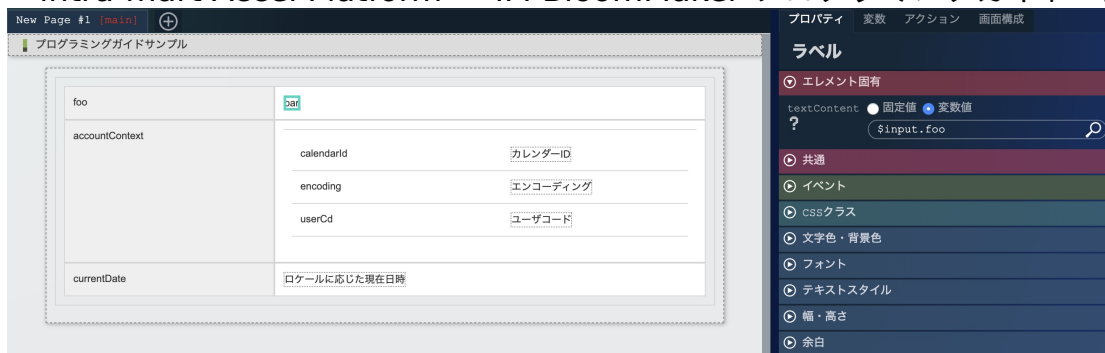 New Page #1 [main]
プロパティ 変数 アクション 画面構成
プログラミングガイドサンプル
ラベル
エレメント固有
foo
bar
textContent 固定値 変数値
?
$input.foo
accountContext
calendarId
カレンダーID
encoding
エンコーディング
userCd
ユーザコード
currentDate
ロケールに応じた現在日時
共通
イベント
CSSクラス
文字色・背景色
フォント
テキストスタイル
幅・高さ
余白